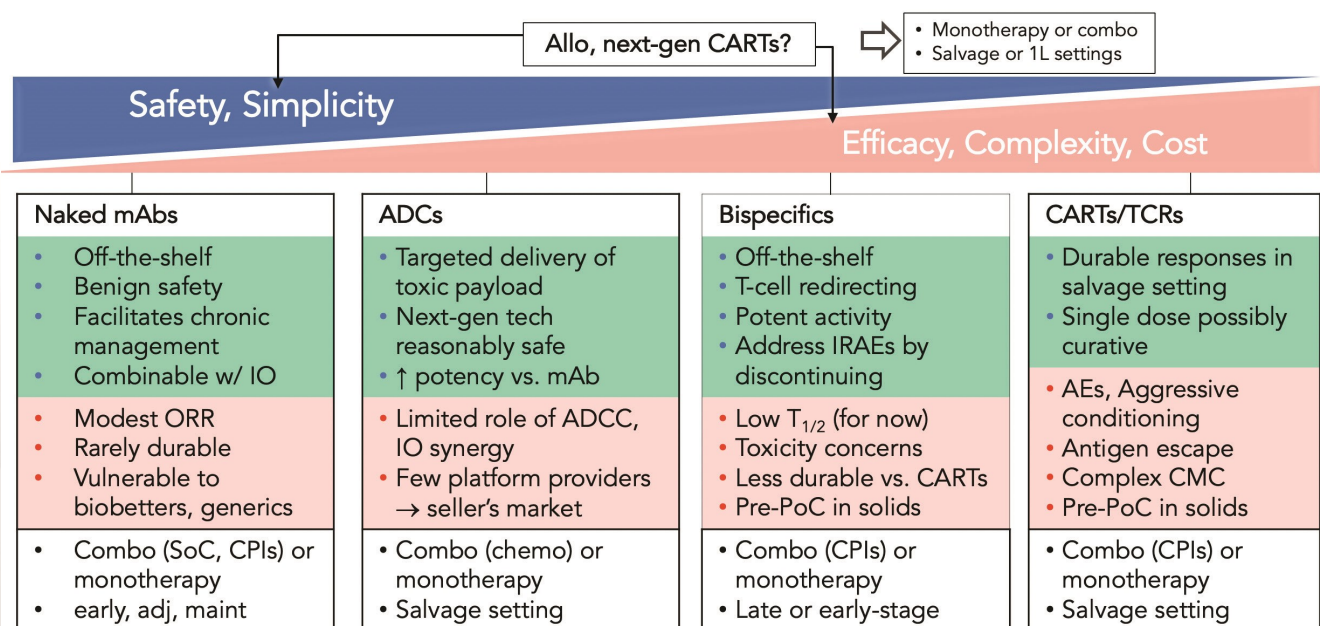 Allo, next-gen CARTs?
• Monotherapy or combo
• Salvage or 1L settings
Safety, Simplicity
Efficacy, Complexity, Cost
Naked mAbs
• Off-the-shelf
• Benign safety
• Facilitates chronic
management
• Combinable w/ IO
• Modest ORR
• Rarely durable
• Vulnerable to
biobetters, generics
• Combo (SoC, CPIs) or
monotherapy
• early, adj, maint
ADCs
• Targeted delivery of
toxic payload
• Next-gen tech
reasonably safe
• ↑ potency vs. mAb
• Limited role of ADCC,
IO synergy
• Few platform providers
→ seller's market
• Combo (chemo) or
monotherapy
• Salvage setting
Bispecifics
• Off-the-shelf
• T-cell redirecting
• Potent activity
• Address IRAEs by
discontinuing
• Low T1/2 (for now)
• Toxicity concerns
• Less durable vs. CARTs
• Pre-PoC in solids
• Combo (CPIs) or
monotherapy
• Late or early-stage
CARTs/TCRs
• Durable responses in
salvage setting
• Single dose possibly
curative
• AEs, Aggressive
conditioning
• Antigen escape
• Complex CMC
• Pre-PoC in solids
• Combo (CPIs) or
monotherapy
• Salvage setting